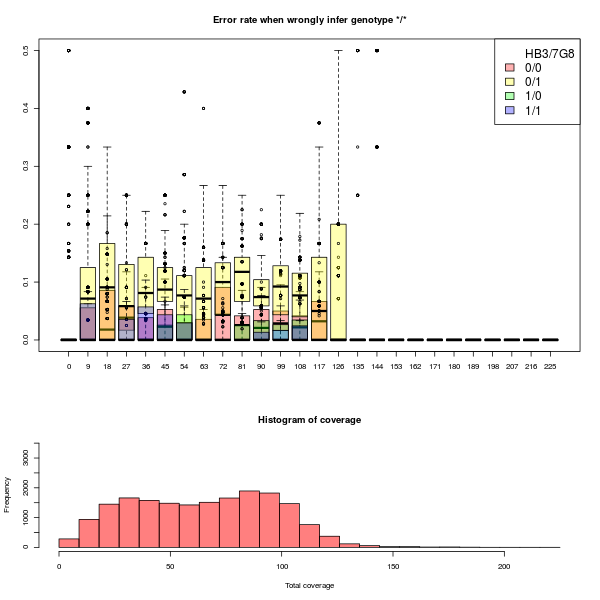 Error rate when wrongly infer genotype */*
HB3/7G8
0/0
0/1
1/0
1/1
0.5
0.4
0.3
0.2
0.1
0.0
0 9 18 27 36 45 54 63 72 81 90 99 108 117 126 135 144 153 162 171 180 189 198 207 216 225
Histogram of coverage
Frequency
3000
2000
1000
0
0 50 100 150 200
Total coverage